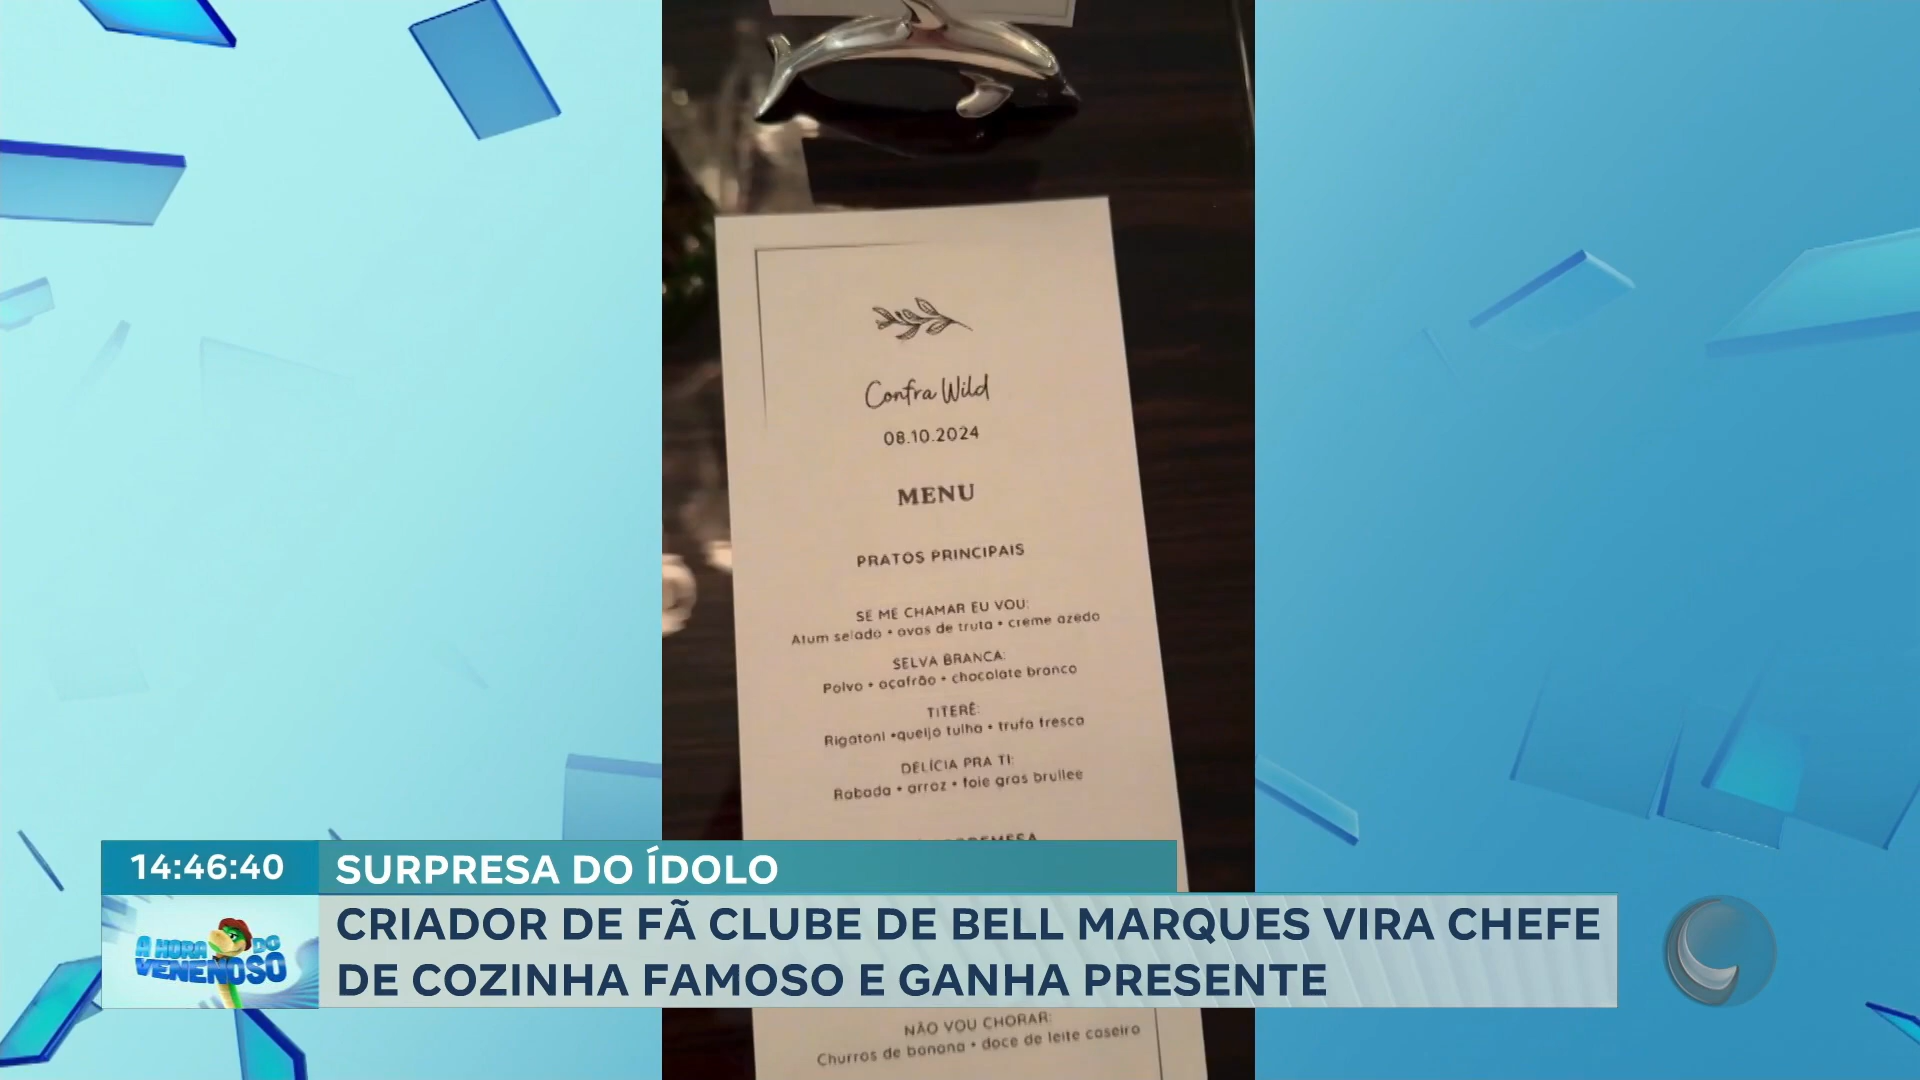 Confra Wild
08.10.2024
MENU
PRATOS PRINCIPAIS
SE ME CHAMAR EU VOU:
Atum selado • ovas de truta • creme azedo
SELVA BRANCA:
Polvo • açafrão • chocolate branco
TITERÊ:
Rigatoni •queijo tulha • trufa fresca
DELÍCIA PRA TI:
Rabada • arroz • foie gras brullee
14:46:40
SURPRESA DO ÍDOLO
A HORA DO VENENOSO
CRIADOR DE FÃ CLUBE DE BELL MARQUES VIRA CHEFE
DE COZINHA FAMOSO E GANHA PRESENTE
NÃO VOU CHORAR:
Churros de banana • doce de leite caseiro